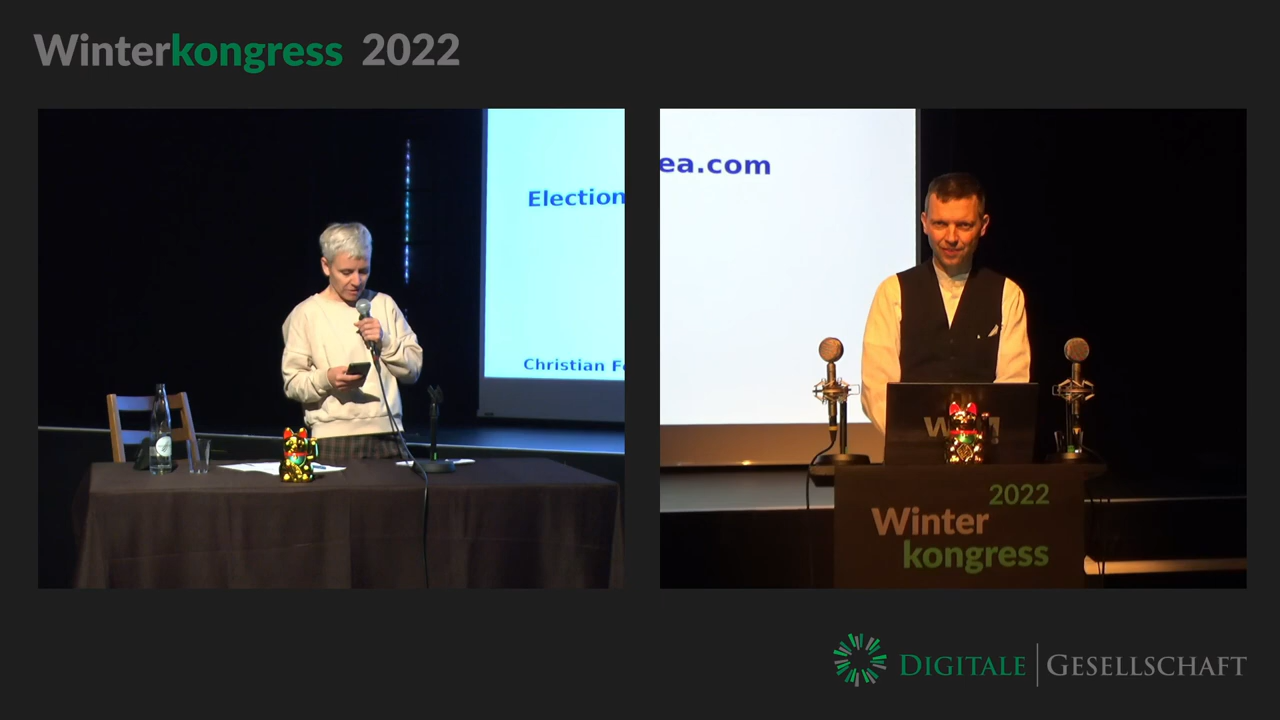 Winterkongress 2022
Election
Christian F
ea.com
2022
Winter
kongress
DIGITALE GESELLSCHAFT